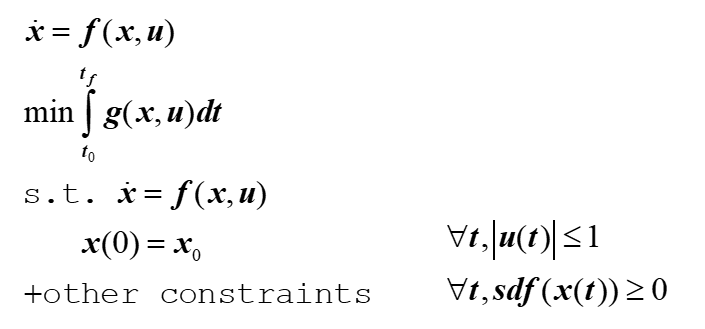 ẋ = f(x,u)
min ∫_{t_0}^{t_f} g(x,u)dt
s.t. ẋ = f(x,u)
x(0) = x_0
∀t,|u(t)| ≤ 1
+other constraints
∀t,sdf(x(t)) ≥ 0